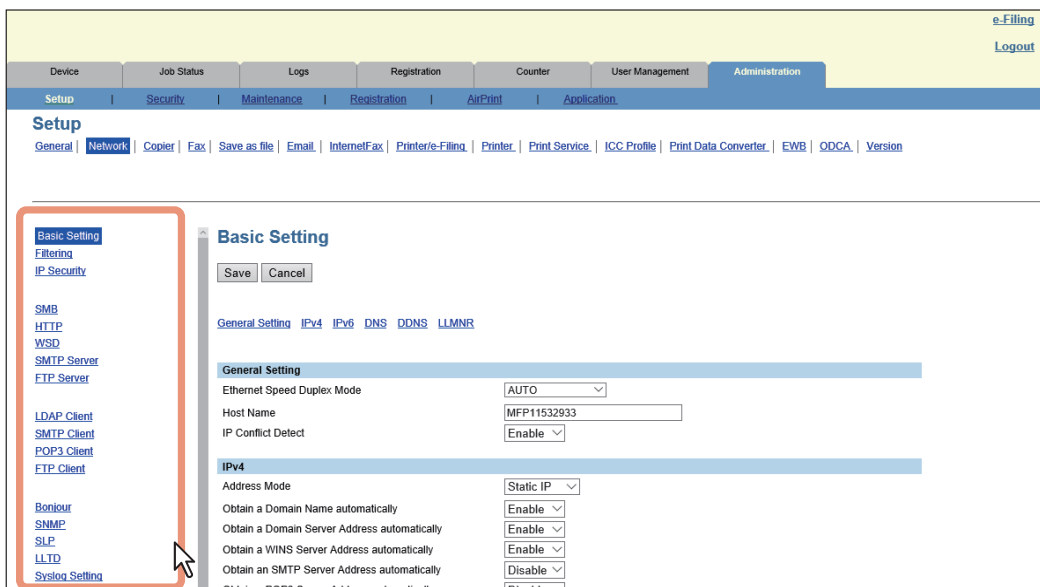 e-Filing
Logout
Device Job Status Logs Registration Counter User Management Administration
Setup | Security | Maintenance | Registration | AirPrint | Application
Setup
General | Network | Copier | Fax | Save as file | Email | InternetFax | Printer/e-Filing | Printer | Print Service | ICC Profile | Print Data Converter | EWB | ODCA | Version
Basic Setting
Filtering
IP Security
SMB
HTTP
WSD
SMTP Server
FTP Server
LDAP Client
SMTP Client
POP3 Client
FTP Client
Bonjour
SNMP
SLP
LLTD
Syslog Setting
Basic Setting
Save Cancel
General Setting IPv4 IPv6 DNS DDNS LLMNR
General Setting
Ethernet Speed Duplex Mode AUTO
Host Name MFP11532933
IP Conflict Detect Enable
IPv4
Address Mode Static IP
Obtain a Domain Name automatically Enable
Obtain a Domain Server Address automatically Enable
Obtain a WINS Server Address automatically Enable
Obtain an SMTP Server Address automatically Disable